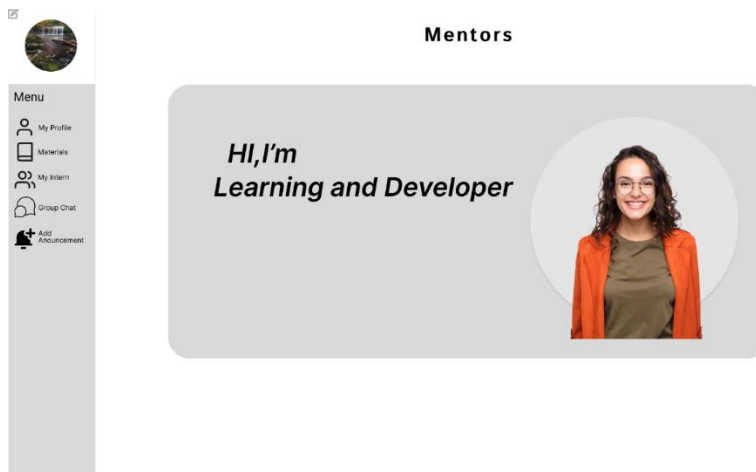 Mentors
Menu
My Profile
Materials
My Intern
Group Chat
Add
Anouncement
HI,I'm
Learning and Developer